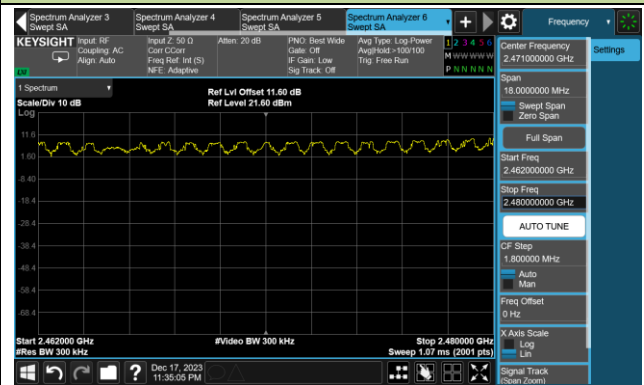 Spectrum Analyzer 3
Swept SA
Spectrum Analyzer 4
Swept SA
Spectrum Analyzer 5
Swept SA
Spectrum Analyzer 6
Swept SA
Frequency
KEYSIGHT
Input: RF
Coupling: AC
Align: Auto
Input Z: 50 Ω
Corr CCorr
Freq Ref: Int (S)
NFE: Adaptive
Atten: 20 dB
PNO: Best Wide
Gate: Off
IF Gain: Low
Sig Track: Off
Avg Type: Log-Power
Avg|Hold:>100/100
Trig: Free Run
1 2 3 4 5 6
M W W W W W
P N N N N N
LXI
1 Spectrum
Scale/Div 10 dB
Log
Ref Lvl Offset 11.60 dB
Ref Level 21.60 dBm
11.6
1.60
-8.40
-18.4
-28.4
-38.4
-48.4
-58.4
-68.4
Start 2.462000 GHz
#Res BW 300 kHz
#Video BW 300 kHz
Stop 2.480000 GHz
Sweep 1.07 ms (2001 pts)
Center Frequency
2.471000000 GHz
Settings
Span
18.0000000 MHz
Swept Span
Zero Span
Full Span
Start Freq
2.462000000 GHz
Stop Freq
2.480000000 GHz
AUTO TUNE
CF Step
1.800000 MHz
Auto
Man
Freq Offset
0 Hz
X Axis Scale
Log
Lin
Signal Track
(Span Zoom)
?
Dec 17, 2023
11:35:05 PM